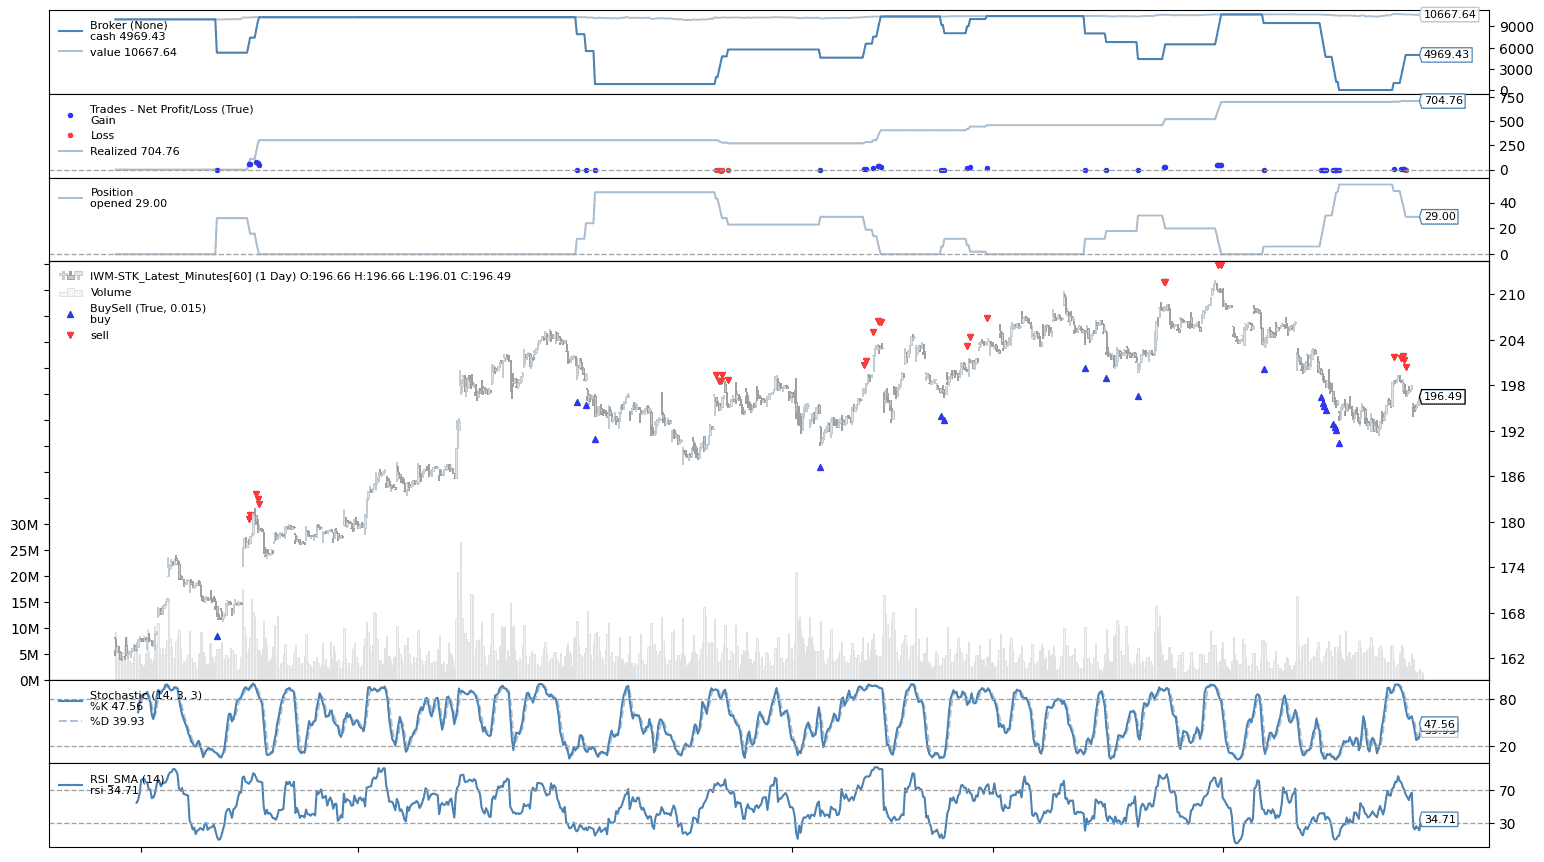 Broker (None)
cash 4969.43
value 10667.64
10667.64
9000
6000
4969.43
3000
0
Trades - Net Profit/Loss (True)
Gain
Loss
Realized 704.76
750
704.76
500
250
0
Position
opened 29.00
40
29.00
20
0
IWM-STK_Latest_Minutes[60] (1 Day) O:196.66 H:196.66 L:196.01 C:196.49
Volume
BuySell (True, 0.015)
buy
sell
210
204
198
196.49
192
186
180
174
168
162
30M
25M
20M
15M
10M
5M
0M
Stochastic (14, 3, 3)
%K 47.56
%D 39.93
80
47.56
39.93
20
RSI_SMA (14)
rsi 34.71
70
34.71
30